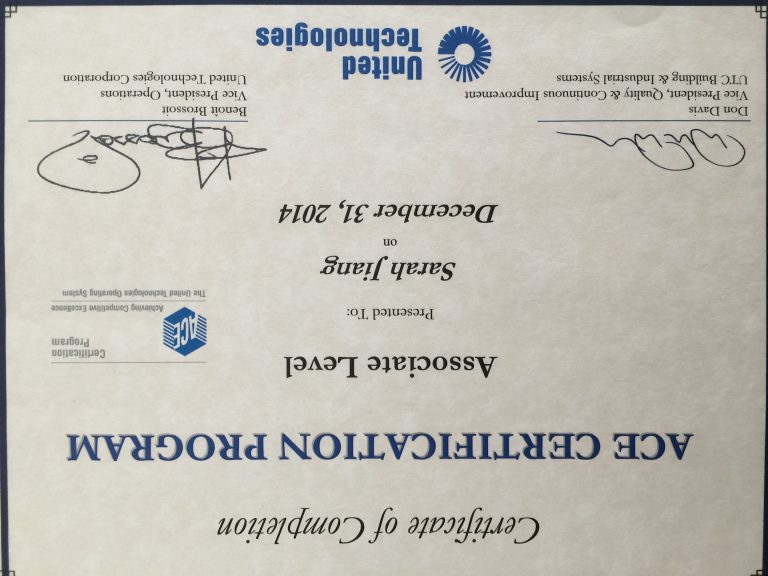 Certificate of Completion
ACE CERTIFICATION PROGRAM
Associate Level
ACE
Certification
Program
Achieving Competitive Excellence
The United Technologies Operating System
Presented To:
Sarah Jiang
on
December 31, 2014
Don Davis
Vice President, Quality & Continuous Improvement
UTC Building & Industrial Systems
Benoit Brossoit
Vice President, Operations
United Technologies Corporation
United
Technologies